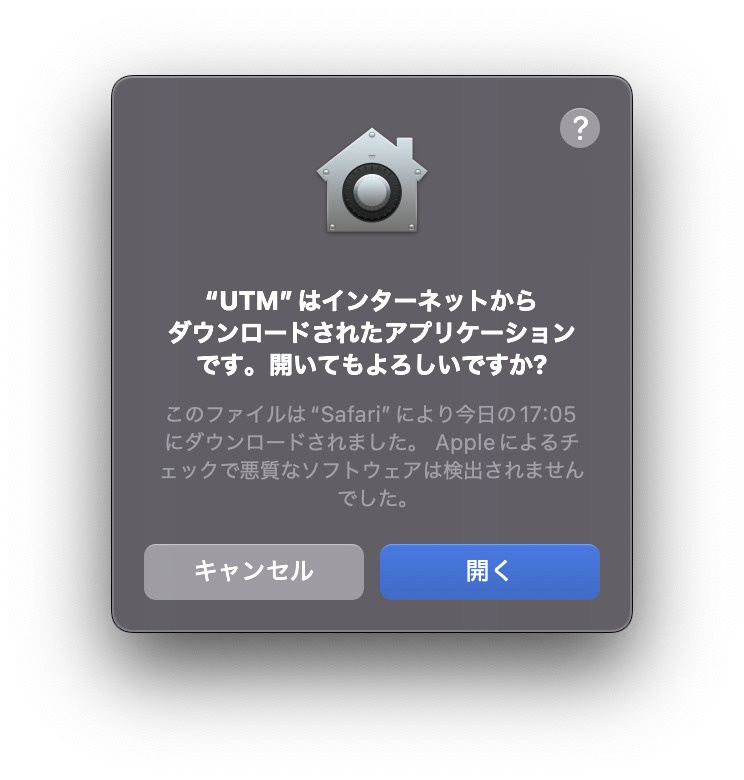 ?
“UTM” はインターネットから
ダウンロードされたアプリケーション
です。開いてもよろしいですか?
このファイルは “Safari” により今日の17:05
にダウンロードされました。 Appleによるチ
ェックで悪質なソフトウェアは検出されません
でした。
キャンセル
開く